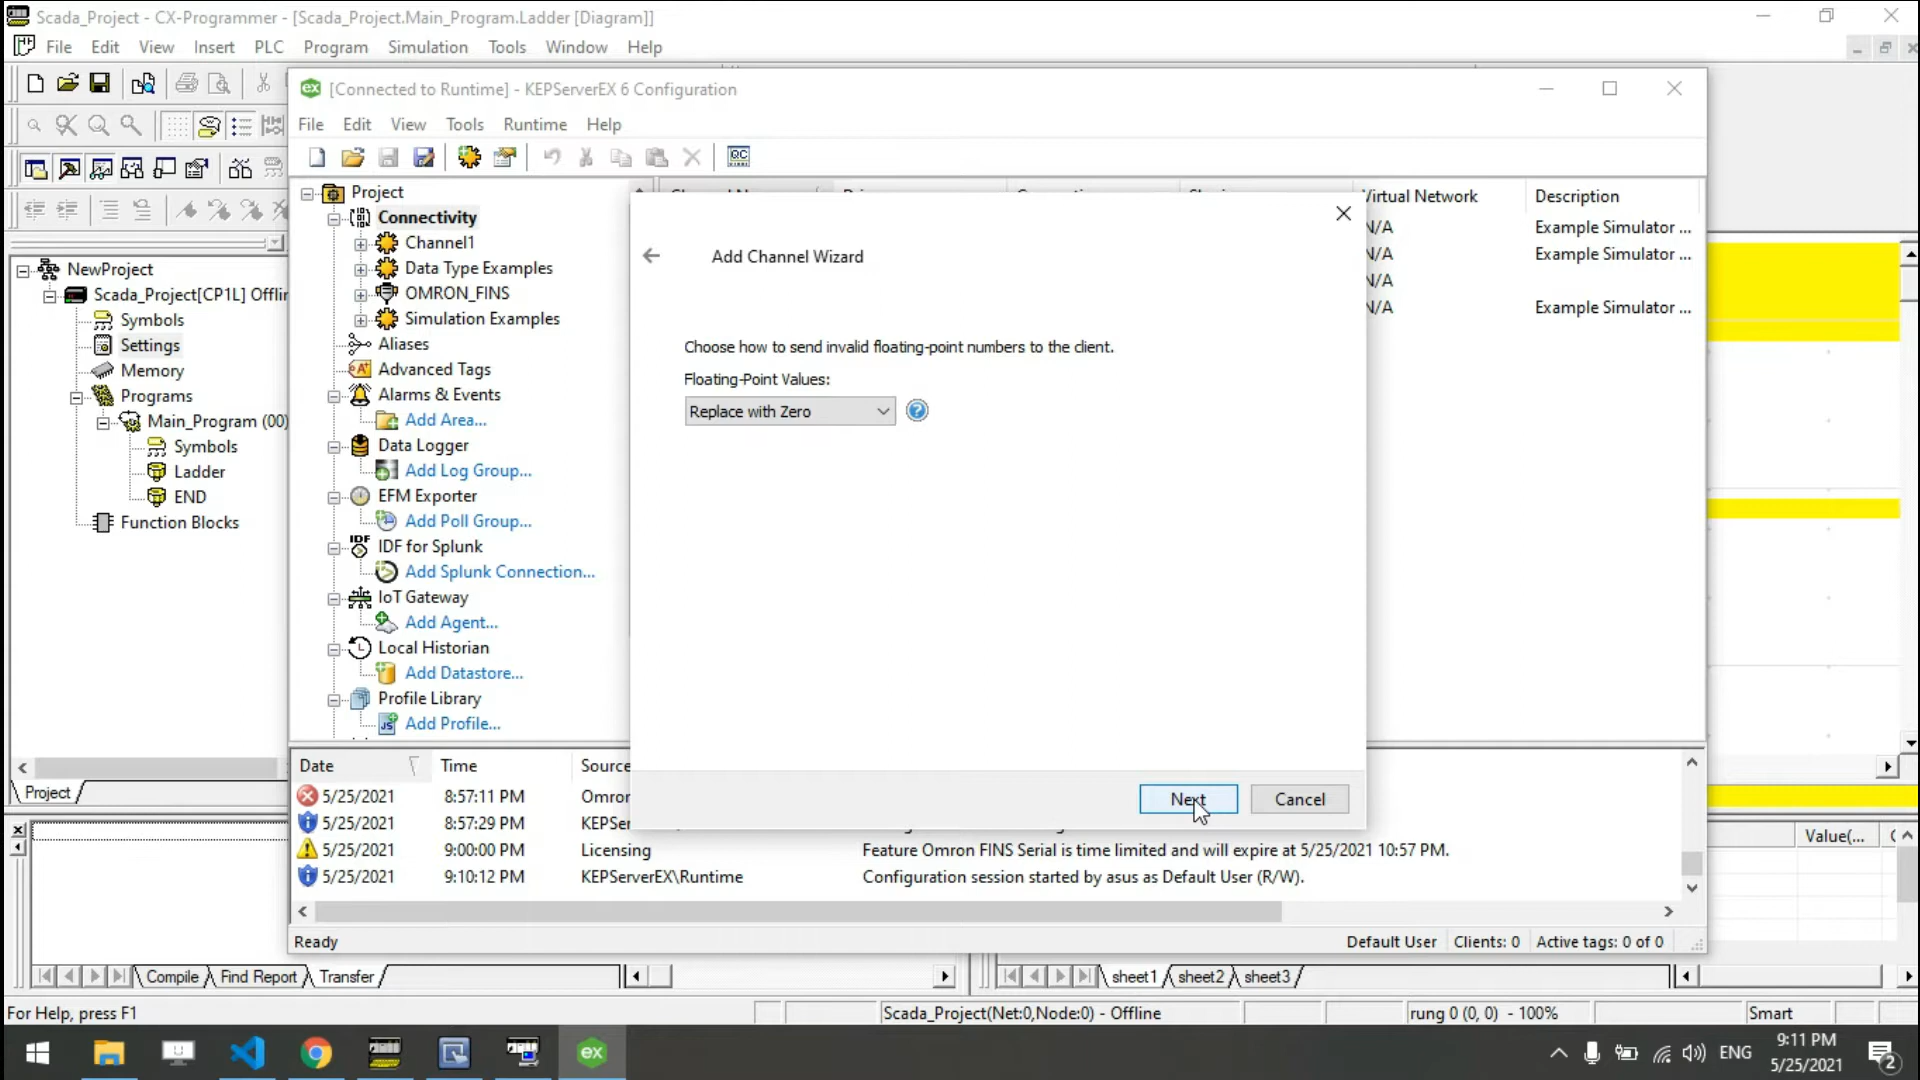 Scada_Project - CX-Programmer - [Scada_Project.Main_Program.Ladder [Diagram]]
File Edit View Insert PLC Program Simulation Tools Window Help
[Connected to Runtime] - KEPServerEX 6 Configuration
File Edit View Tools Runtime Help
NewProject
Scada_Project[CP1L] Offlin
Symbols
Settings
Memory
Programs
Main_Program (00)
Symbols
Ladder
END
Function Blocks
Project
Project
Connectivity
Channel1
Data Type Examples
OMRON_FINS
Simulation Examples
Aliases
Advanced Tags
Alarms & Events
Add Area...
Data Logger
Add Log Group...
EFM Exporter
Add Poll Group...
IDF for Splunk
Add Splunk Connection...
IoT Gateway
Add Agent...
Local Historian
Add Datastore...
Profile Library
Add Profile...
Virtual Network Description
N/A Example Simulator ...
N/A Example Simulator ...
N/A
N/A Example Simulator ...
Add Channel Wizard
Choose how to send invalid floating-point numbers to the client.
Floating-Point Values:
Replace with Zero
Next Cancel
Date Time Source
5/25/2021 8:57:11 PM Omror
5/25/2021 8:57:29 PM KEPSer
5/25/2021 9:00:00 PM Licensing Feature Omron FINS Serial is time limited and will expire at 5/25/2021 10:57 PM.
5/25/2021 9:10:12 PM KEPServerEX\Runtime Configuration session started by asus as Default User (R/W).
Ready Default User Clients: 0 Active tags: 0 of 0
Value(...
Compile Find Report Transfer
sheet1 sheet2 sheet3
For Help, press F1 Scada_Project(Net:0,Node:0) - Offline rung 0 (0, 0) - 100% Smart
ex ENG 9:11 PM
5/25/2021
2